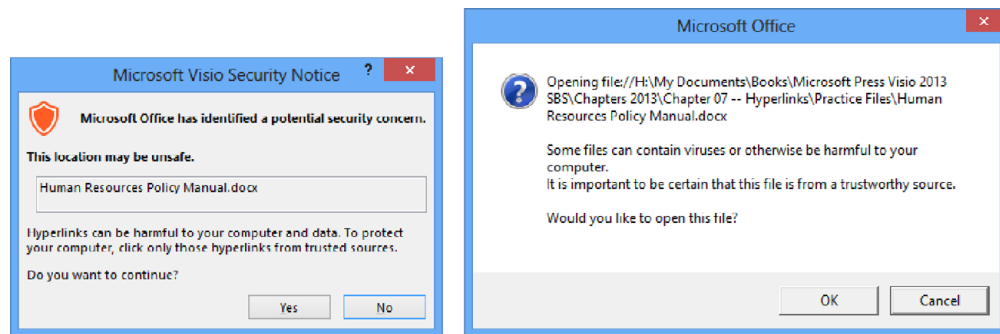 Microsoft Visio Security Notice
?
Microsoft Office has identified a potential security concern.
This location may be unsafe.
Human Resources Policy Manual.docx
Hyperlinks can be harmful to your computer and data. To protect
your computer, click only those hyperlinks from trusted sources.
Do you want to continue?
Yes
No
Microsoft Office
Opening file://H:\My Documents\Books\Microsoft Press Visio 2013
SBS\Chapters 2013\Chapter 07 -- Hyperlinks\Practice Files\Human
Resources Policy Manual.docx
Some files can contain viruses or otherwise be harmful to your
computer.
It is important to be certain that this file is from a trustworthy source.
Would you like to open this file?
OK
Cancel